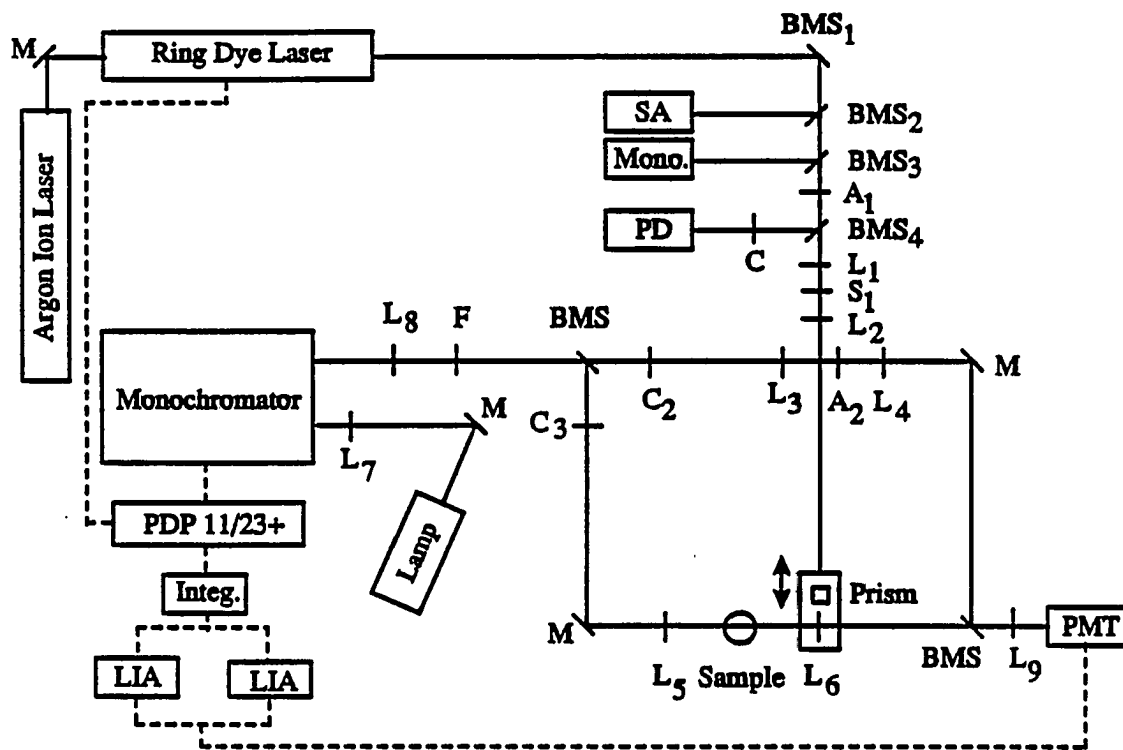 BMS₁
M
Ring Dye Laser
Argon Ion Laser
SA
BMS₂
Mono.
BMS₃
A₁
PD
C
BMS₄
L₁
S₁
L₂
L₈
F
BMS
M
Monochromator
C₂
L₃
A₂
L₄
M
C₃
L₇
Lamp
PDP 11/23+
Integ.
LIA
LIA
Prism
M
L₅
Sample
L₆
BMS
L₉
PMT